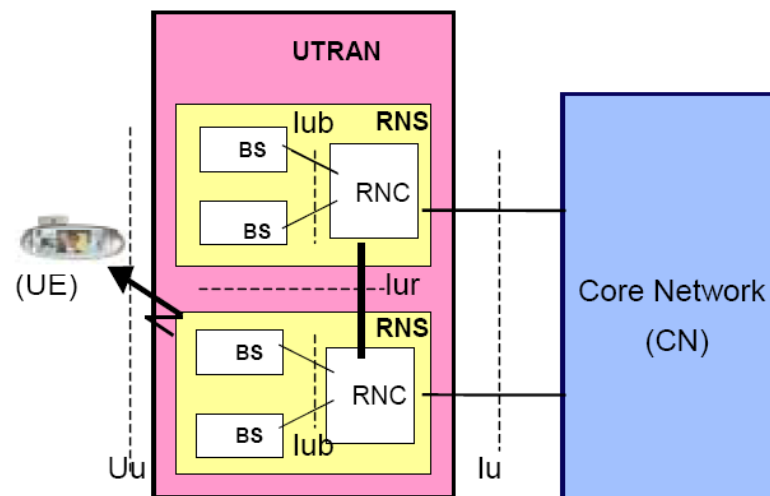 UTRAN
Iub RNS
BS
RNC
BS
(UE)
Iur
RNS
BS
RNC
BS
Iub
Uu
Iu
Core Network
(CN)